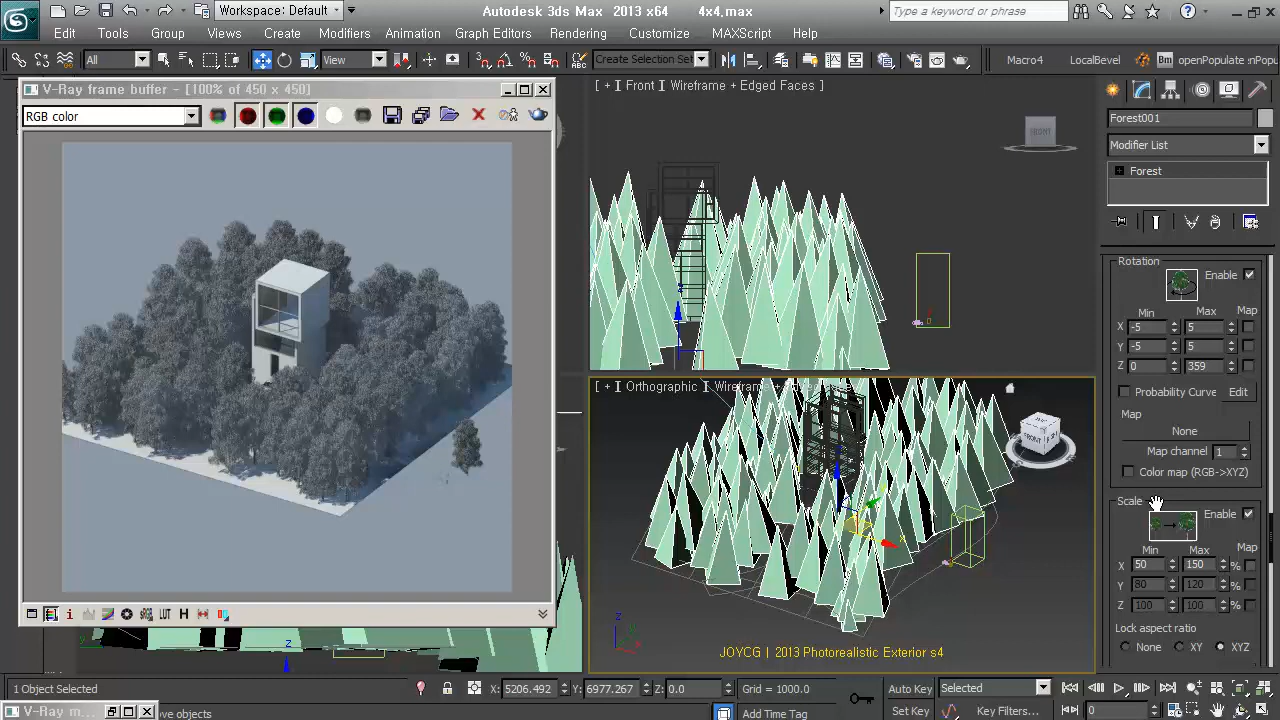 Workspace: Default
Autodesk 3ds Max 2013 x64 4x4.max
Type a keyword or phrase
Edit Tools Group Views Create Modifiers Animation Graph Editors Rendering Customize MAXScript Help
All
View
Create Selection Set
Macro4 LocalBevel openPopulate
V-Ray frame buffer - [100% of 450 x 450]
RGB color
[ + ] Front ] Wireframe + Edged Faces ]
RIGHT
[ + ] Orthographic ] Wireframe +
FRONT
JOYCG | 2013 Photorealistic Exterior s4
Forest001
Modifier List
Forest
Rotation
Enable
Min Max Map
X -5 5
Y -5 5
Z 0 359
Probability Curve Edit
Map
None
Map channel 1
Color map (RGB->XYZ)
Scale
Enable
Min Max Map
X 50 150 %
Y 80 120 %
Z 100 100 %
Lock aspect ratio
None XY XYZ
LUT H
1 Object Selected
X: 5206.492 Y: 6977.267 Z: 0.0 Grid = 1000.0
Auto Key Selected
V-Ray m...
ove objects
Add Time Tag
Set Key Key Filters... 0